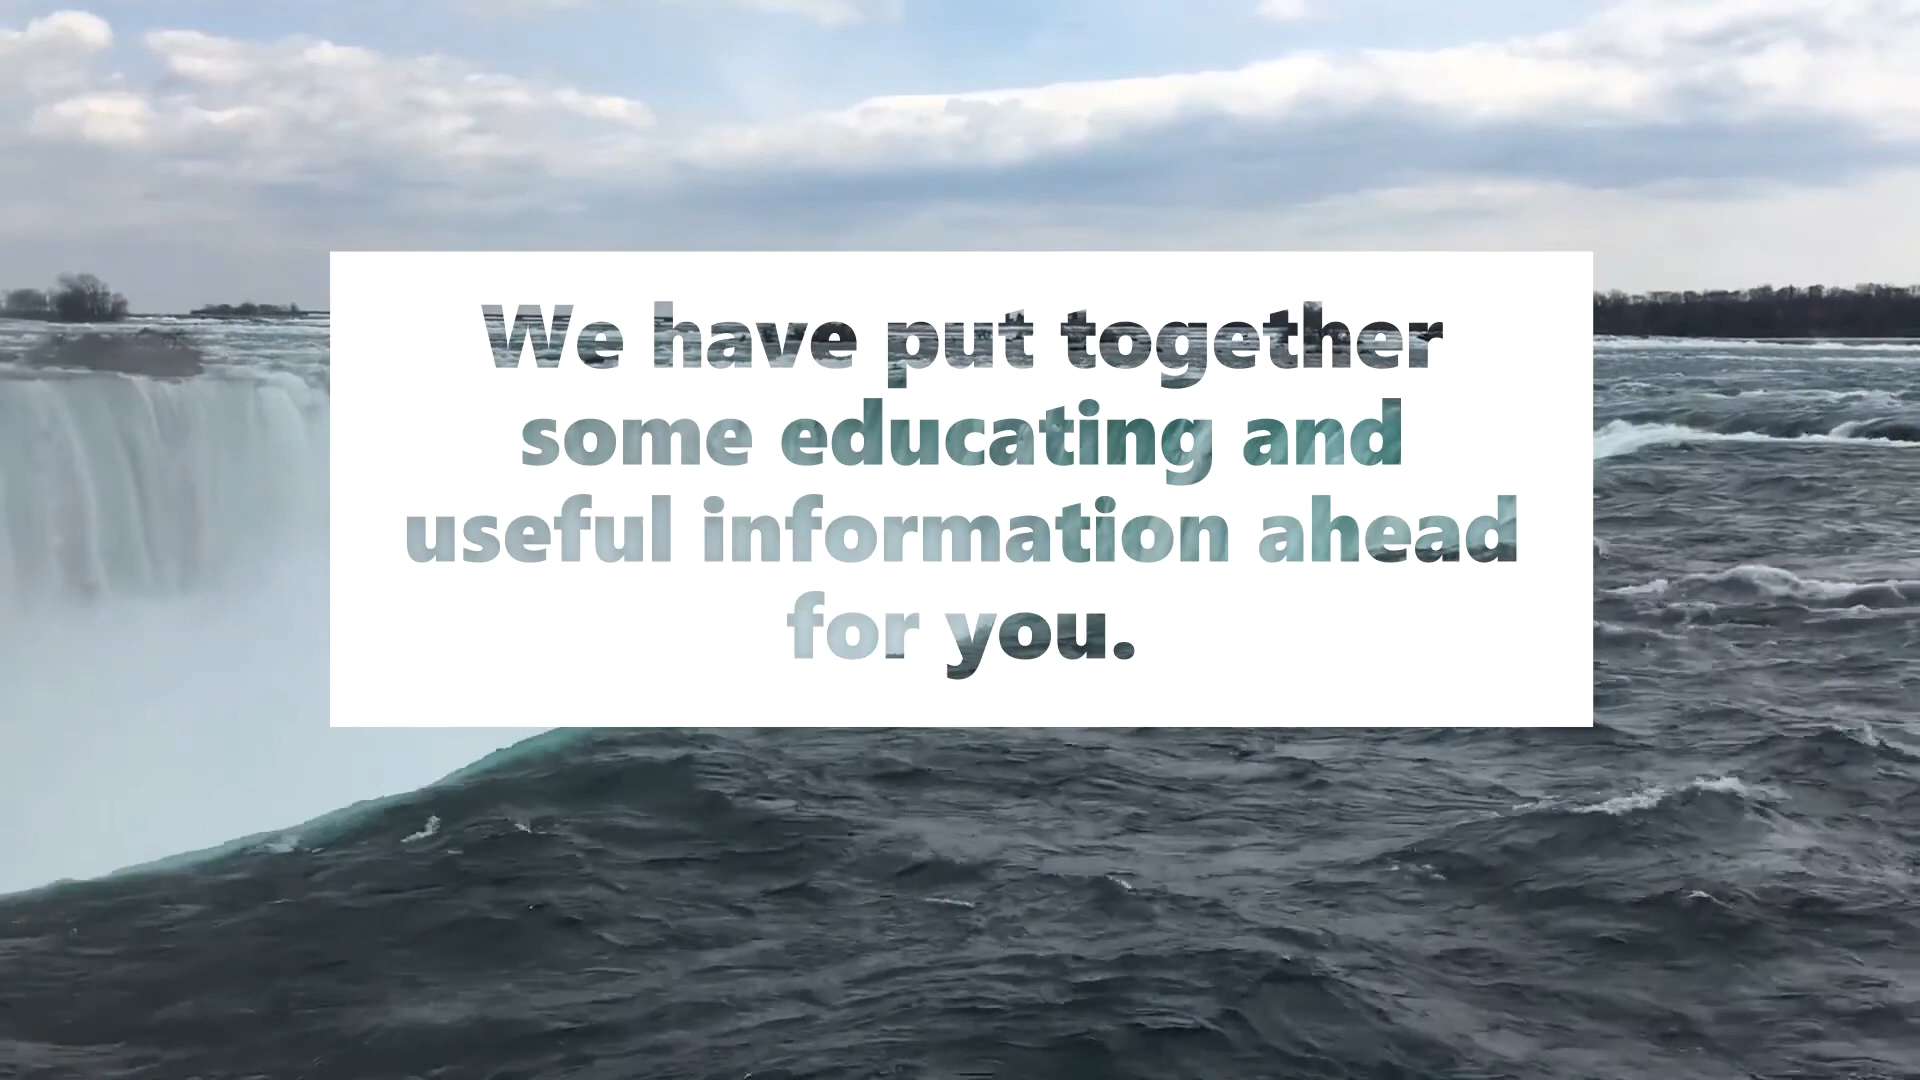 We have put together
some educating and
useful information ahead
for you.